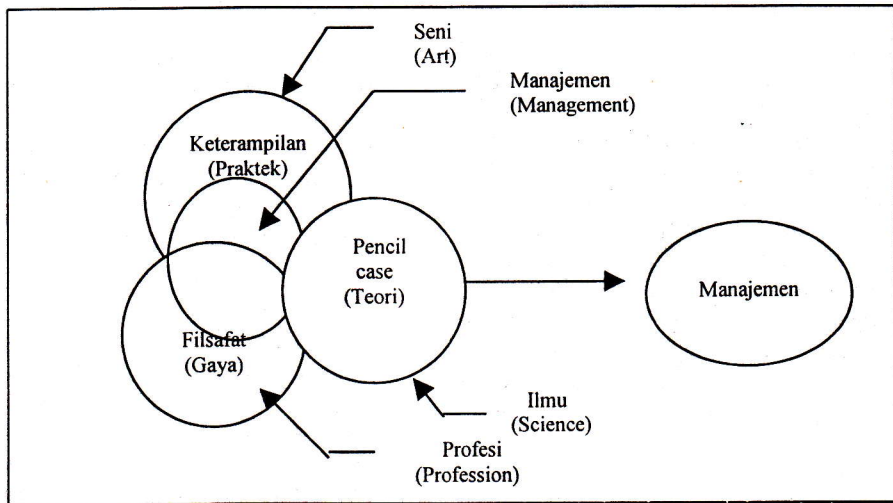 Seni
(Art)
Manajemen
(Management)
Keterampilan
(Praktek)
Pencil
case
(Teori)
Manajemen
Filsafat
(Gaya)
Ilmu
(Science)
Profesi
(Profession)